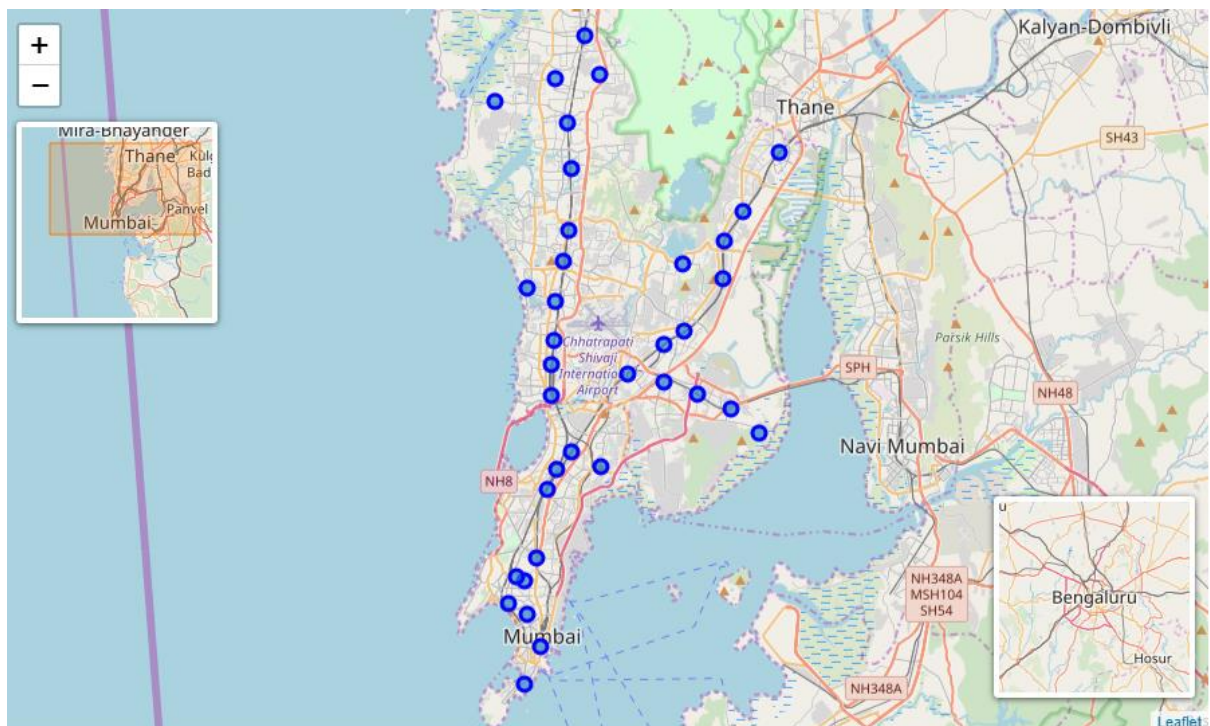 +
−
Mira-Bhayander
Thane
Kulg
Bad
Mumbai
Panvel
Kalyan-Dombivli
Thane
SH43
Chhatrapati
Shivaji
International
Airport
Parsik Hills
SPH
NH48
Navi Mumbai
NH8
NH348A
MSH104
SH54
Mumbai
NH348A
u
Bengaluru
Hosur
Leaflet